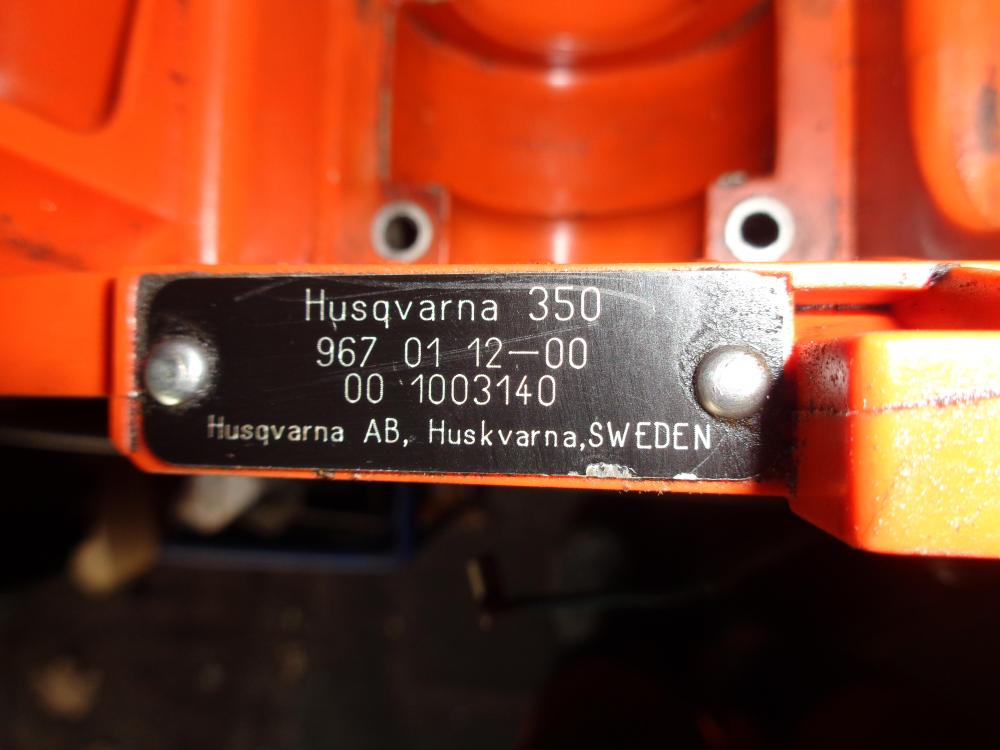 Husqvarna 350
967 01 12-00
00 1003140
Husqvarna AB, Huskvarna, SWEDEN